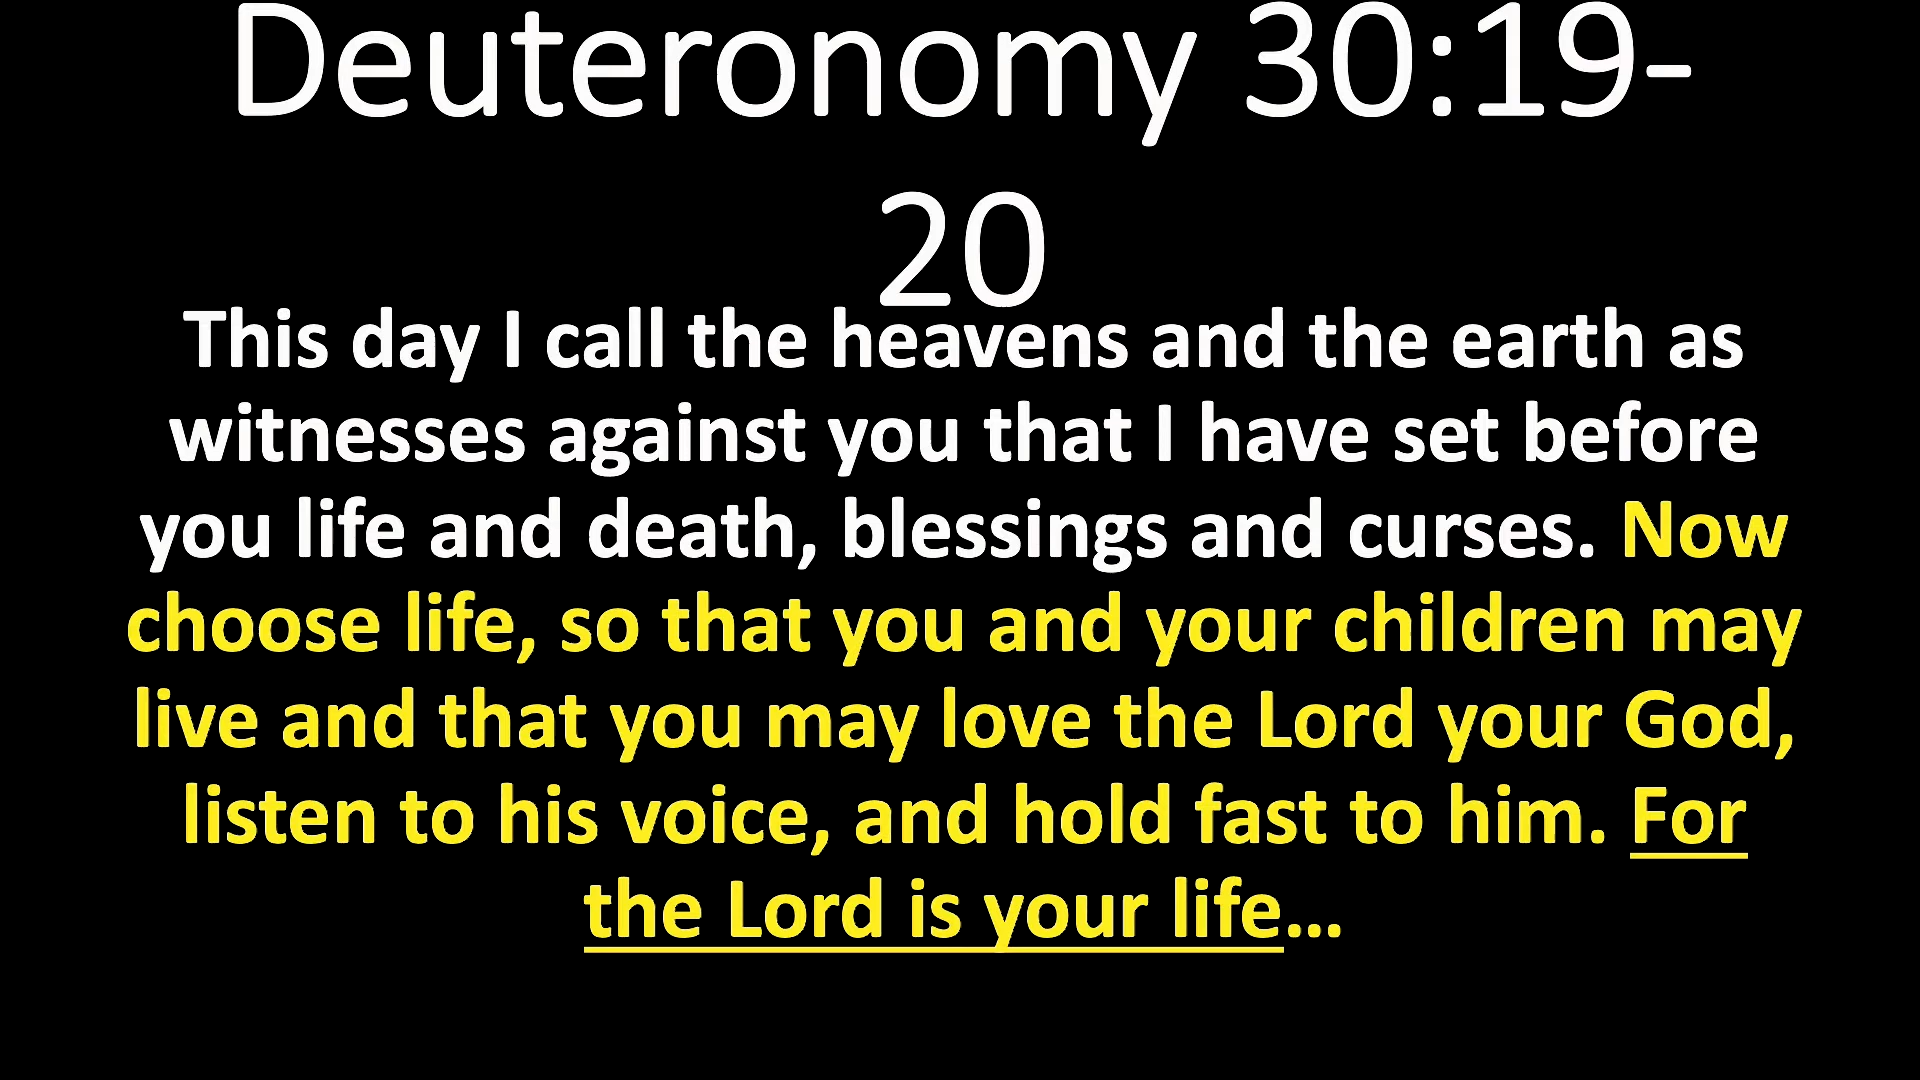 Deuteronomy 30:19-
20
This day I call the heavens and the earth as
witnesses against you that I have set before
you life and death, blessings and curses. Now
choose life, so that you and your children may
live and that you may love the Lord your God,
listen to his voice, and hold fast to him. For
the Lord is your life...